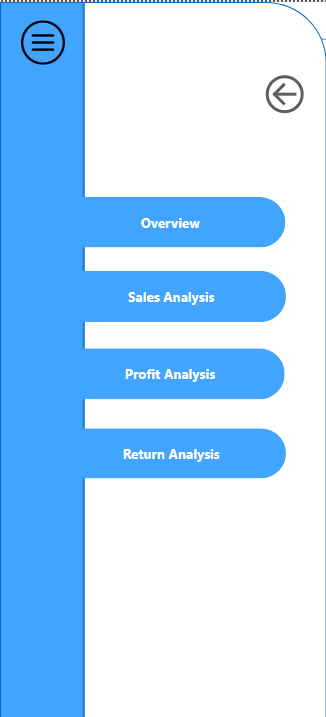 Overview
Sales Analysis
Profit Analysis
Return Analysis